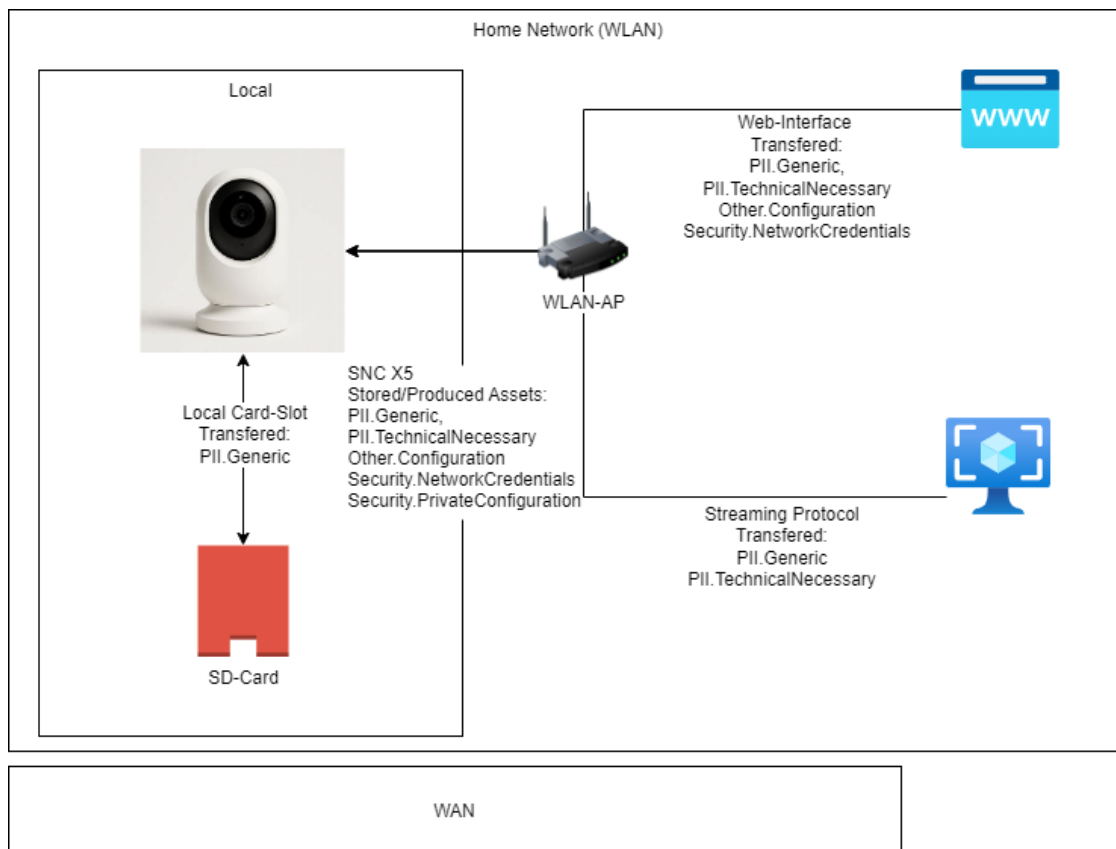 Home Network (WLAN)
Local
www
Web-Interface
Transfered:
PII.Generic,
PII.TechnicalNecessary
Other.Configuration
Security.NetworkCredentials
WLAN-AP
SNC X5
Stored/Produced Assets:
PII.Generic,
PII.TechnicalNecessary
Other.Configuration
Security.NetworkCredentials
Security.PrivateConfiguration
Local Card-Slot
Transfered:
PII.Generic
Streaming Protocol
Transfered:
PII.Generic
PII.TechnicalNecessary
SD-Card
WAN